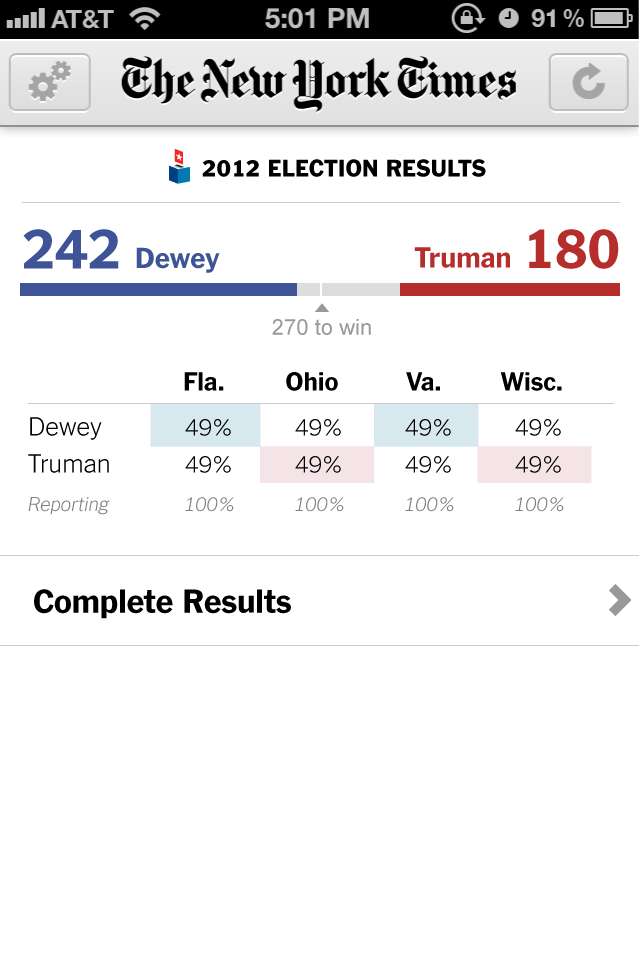 AT&T 5:01 PM 91%
The New York Times
2012 ELECTION RESULTS
242 Dewey Truman 180
270 to win
Fla. Ohio Va. Wisc.
Dewey 49% 49% 49% 49%
Truman 49% 49% 49% 49%
Reporting 100% 100% 100% 100%
Complete Results